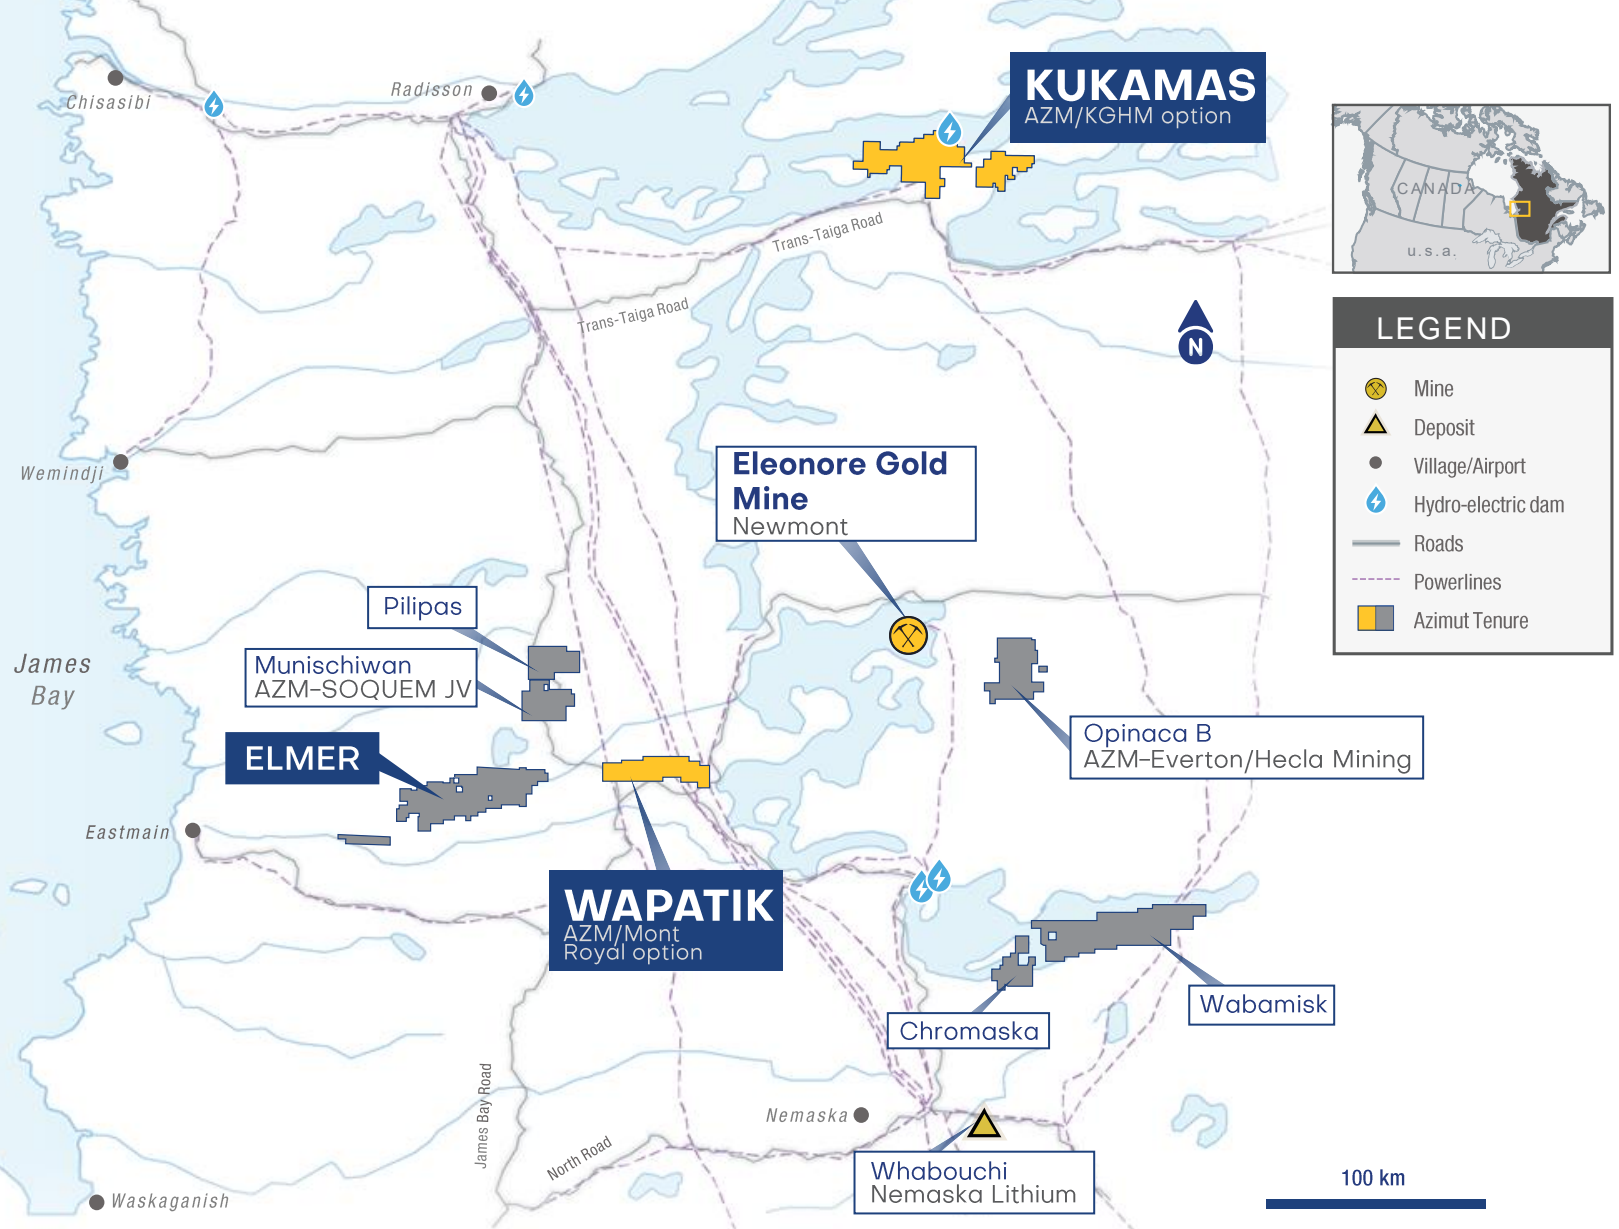 Chisasibi
Radisson
KUKAMAS
AZM/KGHM option
CANADA
u.s.a.
Trans-Taiga Road
Trans-Taiga Road
N
LEGEND
Mine
Deposit
Village/Airport
Hydro-electric dam
Roads
Powerlines
Azimut Tenure
Wemindji
Eleonore Gold
Mine
Newmont
Pilipas
Munischiwan
AZM-SOQUEM JV
James
Bay
Opinaca B
AZM-Everton/Hecla Mining
ELMER
Eastmain
WAPATIK
AZM/Mont
Royal option
Wabamisk
Chromaska
James Bay Road
Nemaska
North Road
Whabouchi
Nemaska Lithium
100 km
Waskaganish